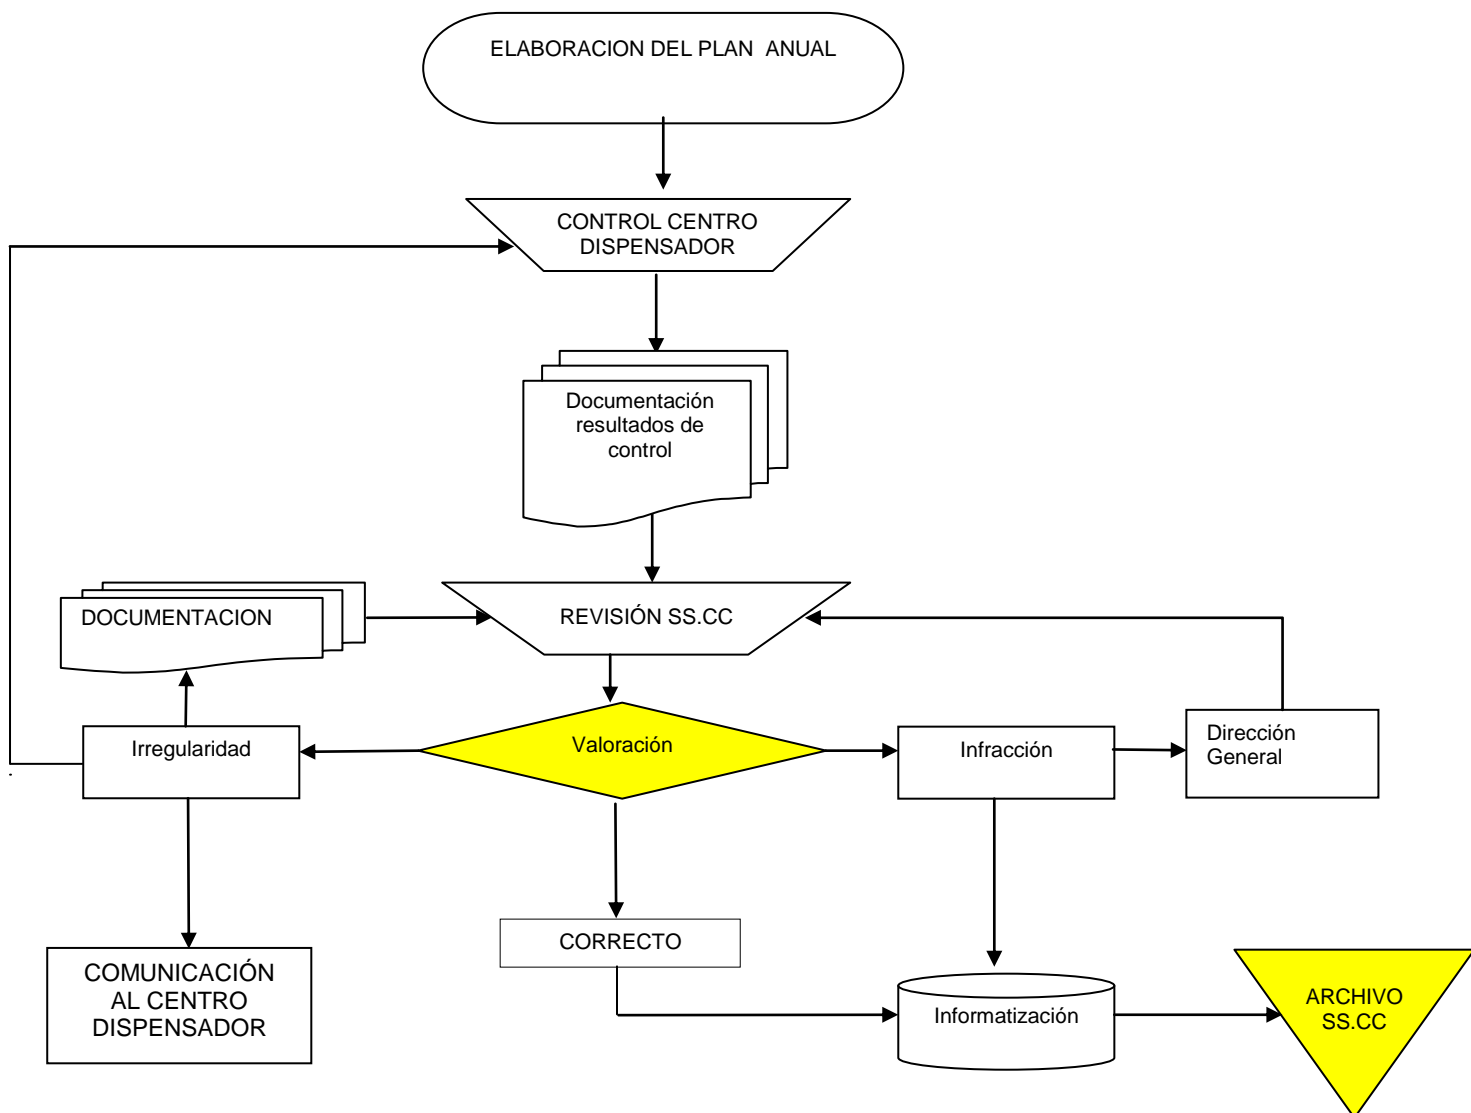 ELABORACION DEL PLAN  ANUAL
CONTROL CENTRO
DISPENSADOR
Documentación
resultados de
control
DOCUMENTACION
REVISIÓN SS.CC
Irregularidad
Valoración
Infracción
Dirección
General
.
CORRECTO
COMUNICACIÓN
AL CENTRO
DISPENSADOR
Informatización
ARCHIVO
SS.CC